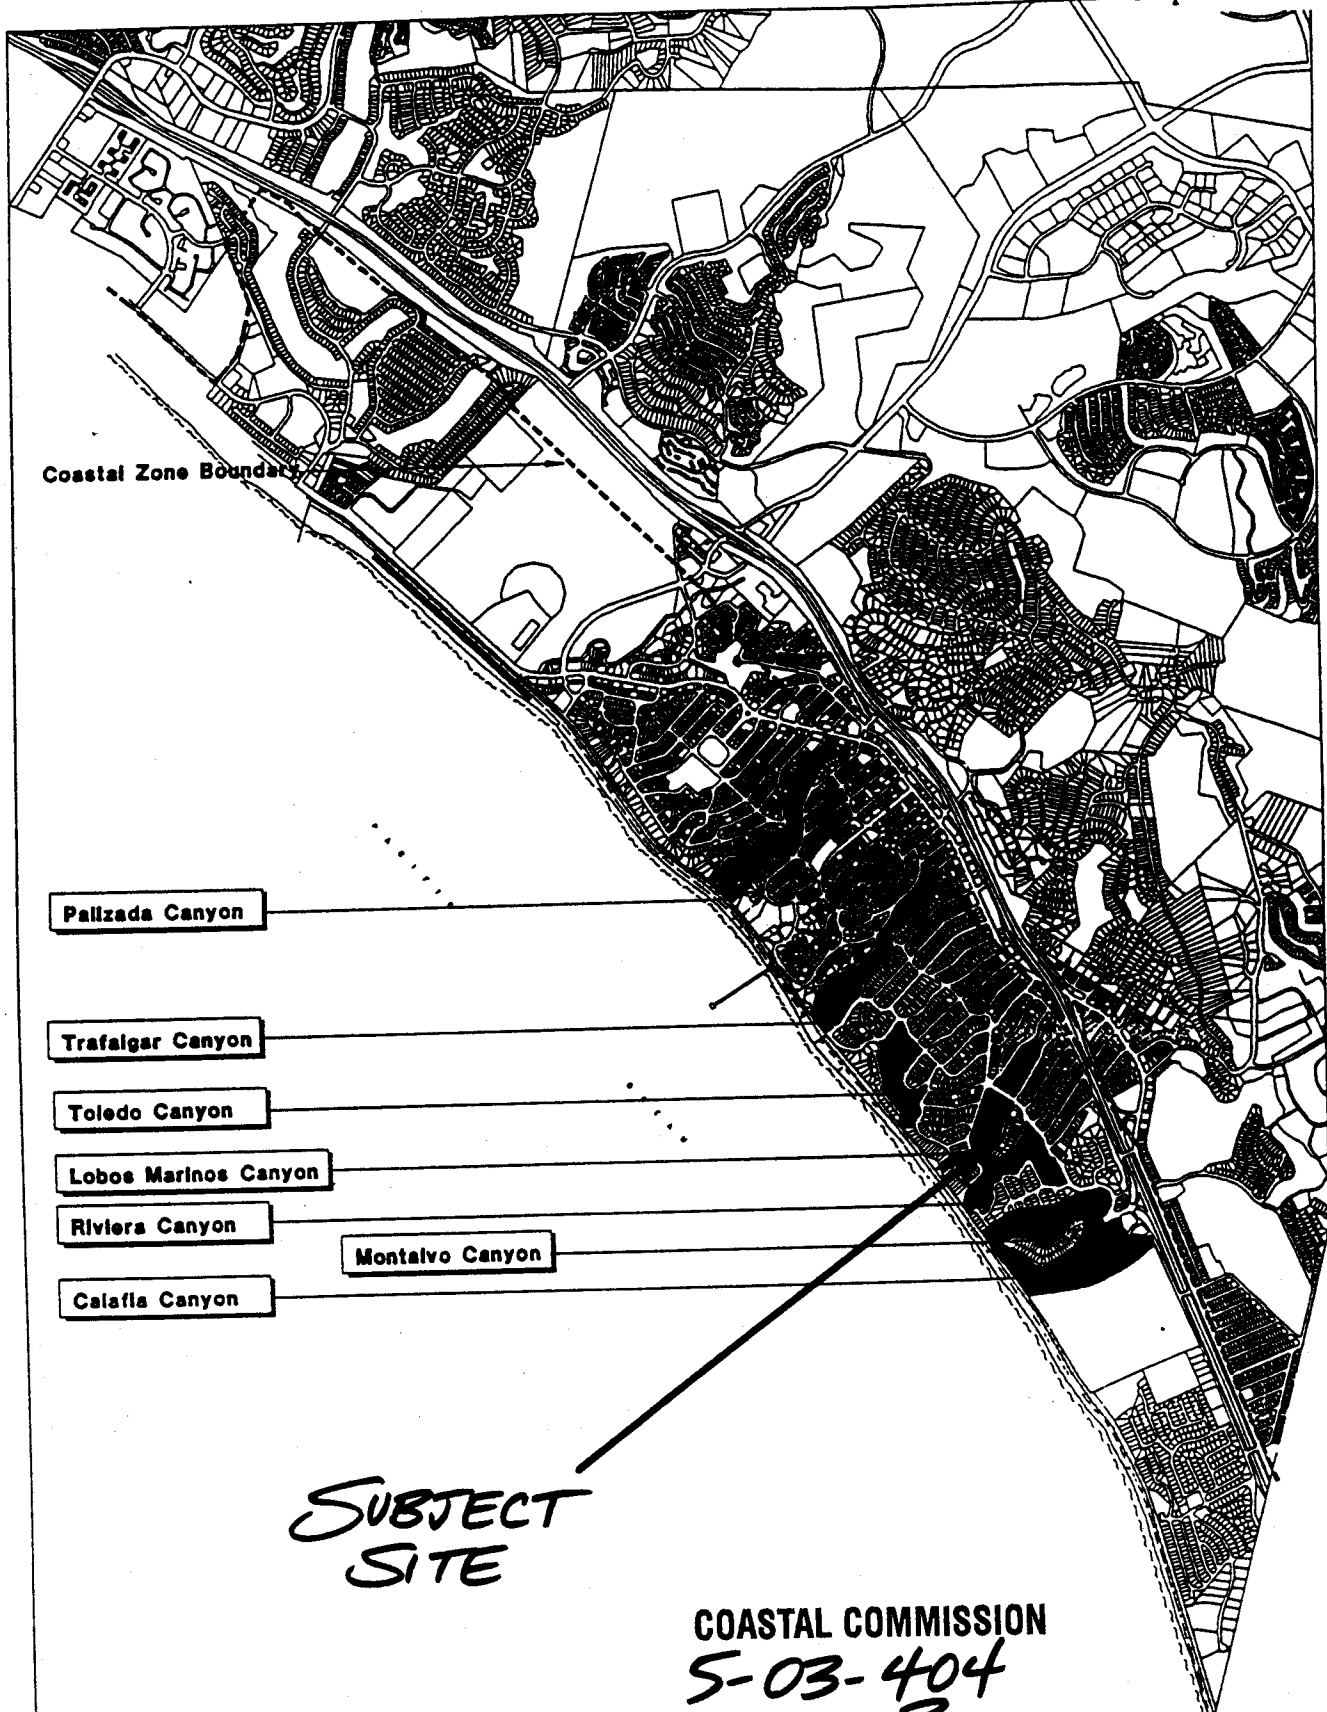 Coastal Zone Boundary
Palizada Canyon
Trafalgar Canyon
Toledo Canyon
Lobos Marinos Canyon
Riviera Canyon
Montalvo Canyon
Calafia Canyon
SUBJECT
SITE
COASTAL COMMISSION
5-03-404